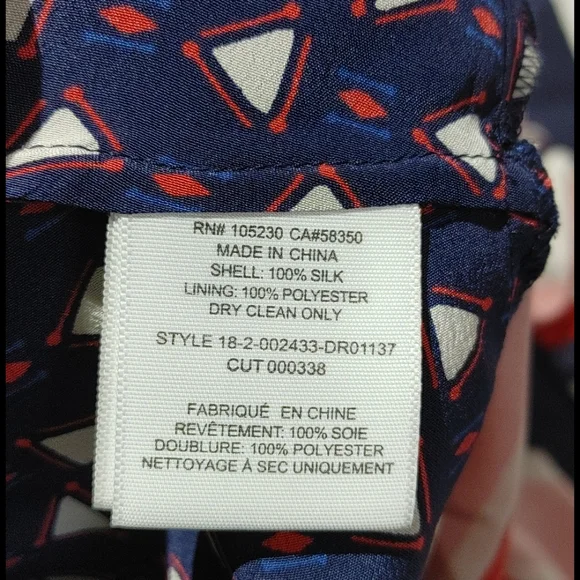 RN# 105230 CA#58350
MADE IN CHINA
SHELL: 100% SILK
LINING: 100% POLYESTER
DRY CLEAN ONLY
STYLE 18-2-002433-DR01137
CUT 000338
FABRIQUÉ EN CHINE
REVÊTEMENT: 100% SOIE
DOUBLURE: 100% POLYESTER
NETTOYAGE À SEC UNIQUEMENT